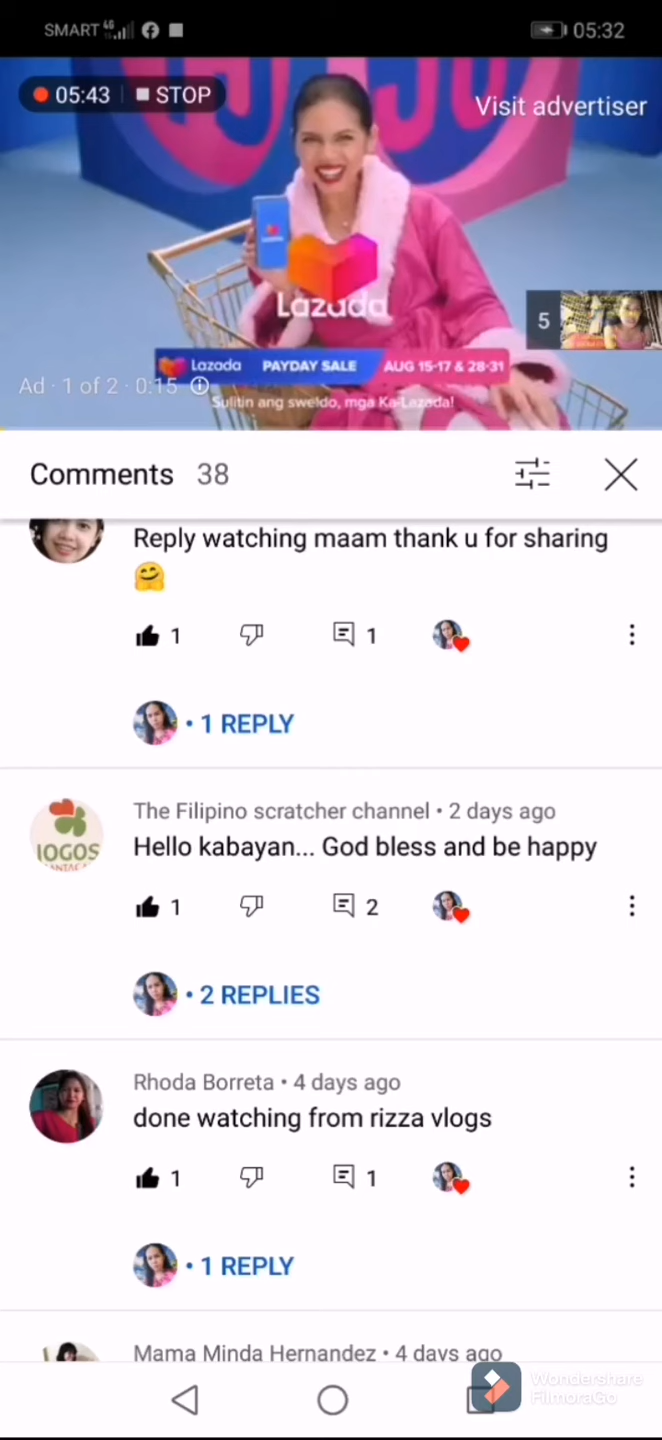 SMART 4G 05:32
05:43 STOP
Visit advertiser
Lazada
5
Lazada PAYDAY SALE AUG 15-17 & 28-31
Ad · 1 of 2 · 0:15
Sulitin ang sweldo, mga Ka-Lazada!
Comments 38
Reply watching maam thank u for sharing
🤗
1 1
• 1 REPLY
The Filipino scratcher channel • 2 days ago
Hello kabayan... God bless and be happy
1 2
• 2 REPLIES
JOGOS
Rhoda Borreta • 4 days ago
done watching from rizza vlogs
1 1
• 1 REPLY
Mama Minda Hernandez • 4 days ago
Wondershare
FilmoraGo